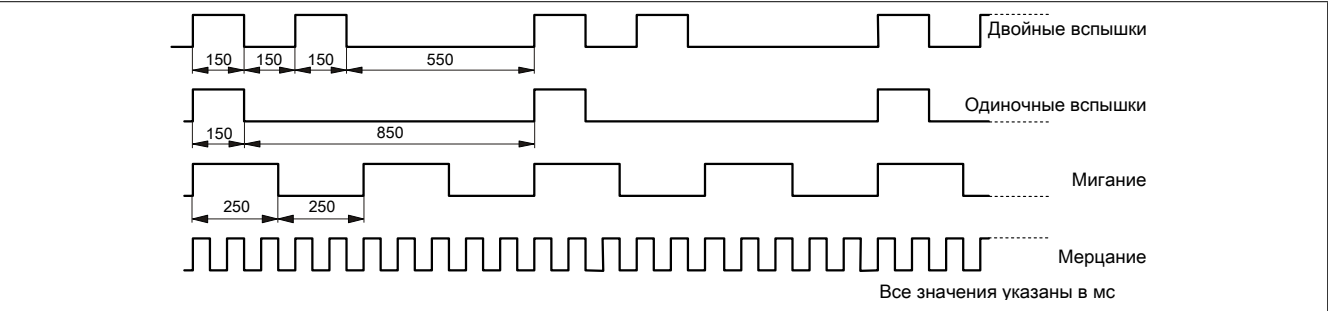 Двойные вспышки
150 150 150 550
Одиночные вспышки
150 850
Мигание
250 250
Мерцание
Все значения указаны в мс